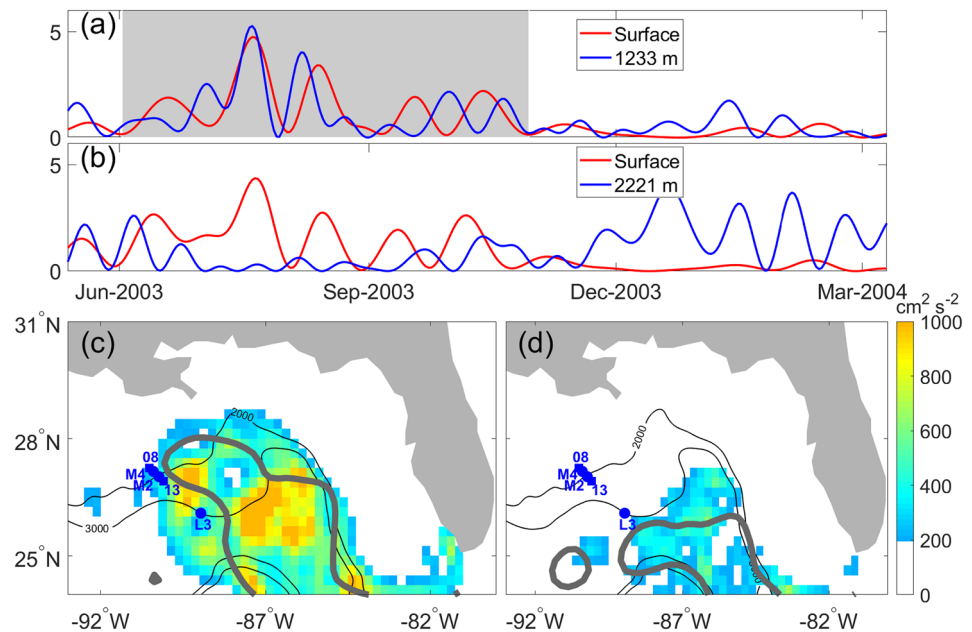 (a)
5
0
Surface
1233 m
(b)
5
0
Surface
2221 m
Jun-2003 Sep-2003 Dec-2003 Mar-2004
cm² s⁻²
31°N
28°N
25°N
(c)
2000
08
M4
M2
13
3000
L3
-92°W -87°W -82°W
(d)
2000
08
M4
M2
13
L3
-92°W -87°W -82°W
1000
800
600
400
200
0